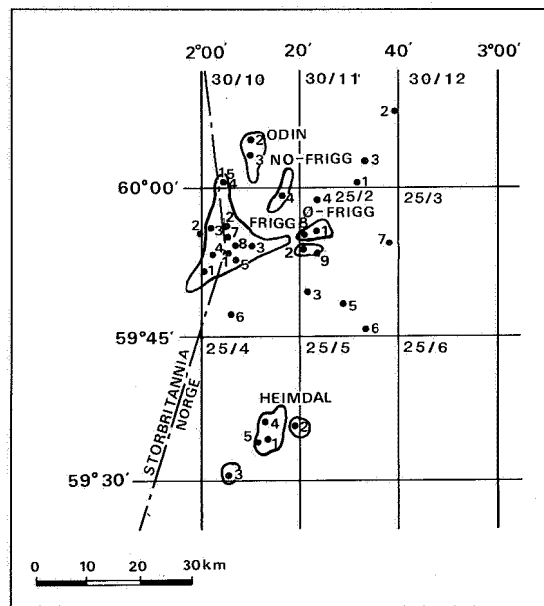 2°00′ 20′ 40′ 3°00′
30/10 30/11 30/12
2
2 ODIN
3 NO-FRIGG 3
15
4 1
60°00′
4 4 25/2 25/3
Ø-FRIGG
2 3 2 FRIGG 8 1
7 7
4 8 3 2
1 5 9
1
3
5
6 6
59°45′
25/4 25/5 25/6
STORBRITANNIA
NORGE
HEIMDAL
4 2
5 1
3
59°30′
0 10 20 30km